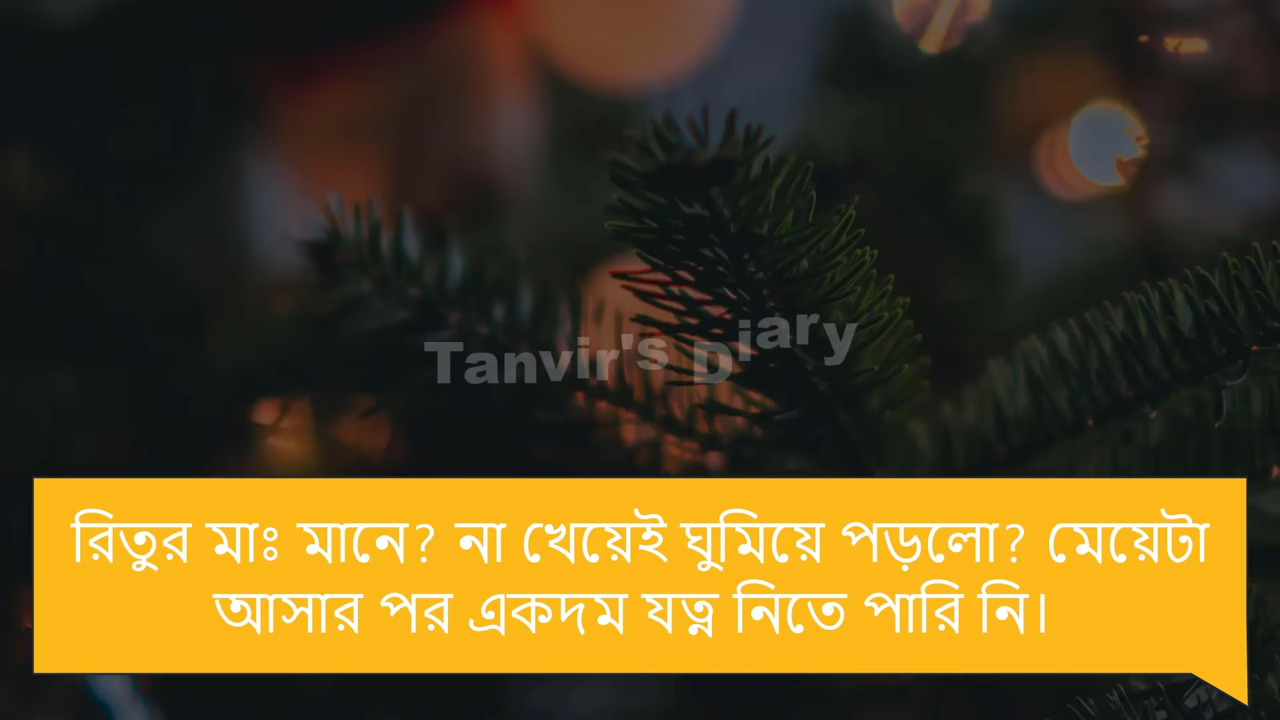 Tanvir's Diary
রিতুর মাঃ মানে? না খেয়েই ঘুমিয়ে পড়লো? মেয়েটা
আসার পর একদম যত্ন নিতে পারি নি।